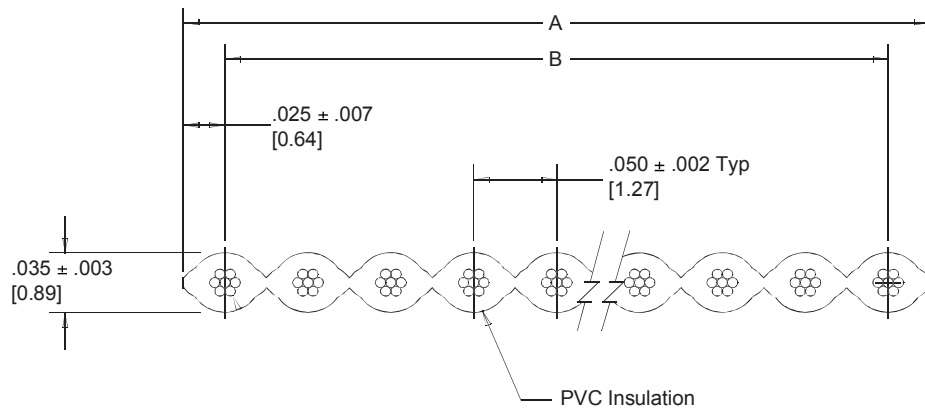 A
B
.025 ± .007
[0.64]
.050 ± .002 Typ
[1.27]
.035 ± .003
[0.89]
PVC Insulation